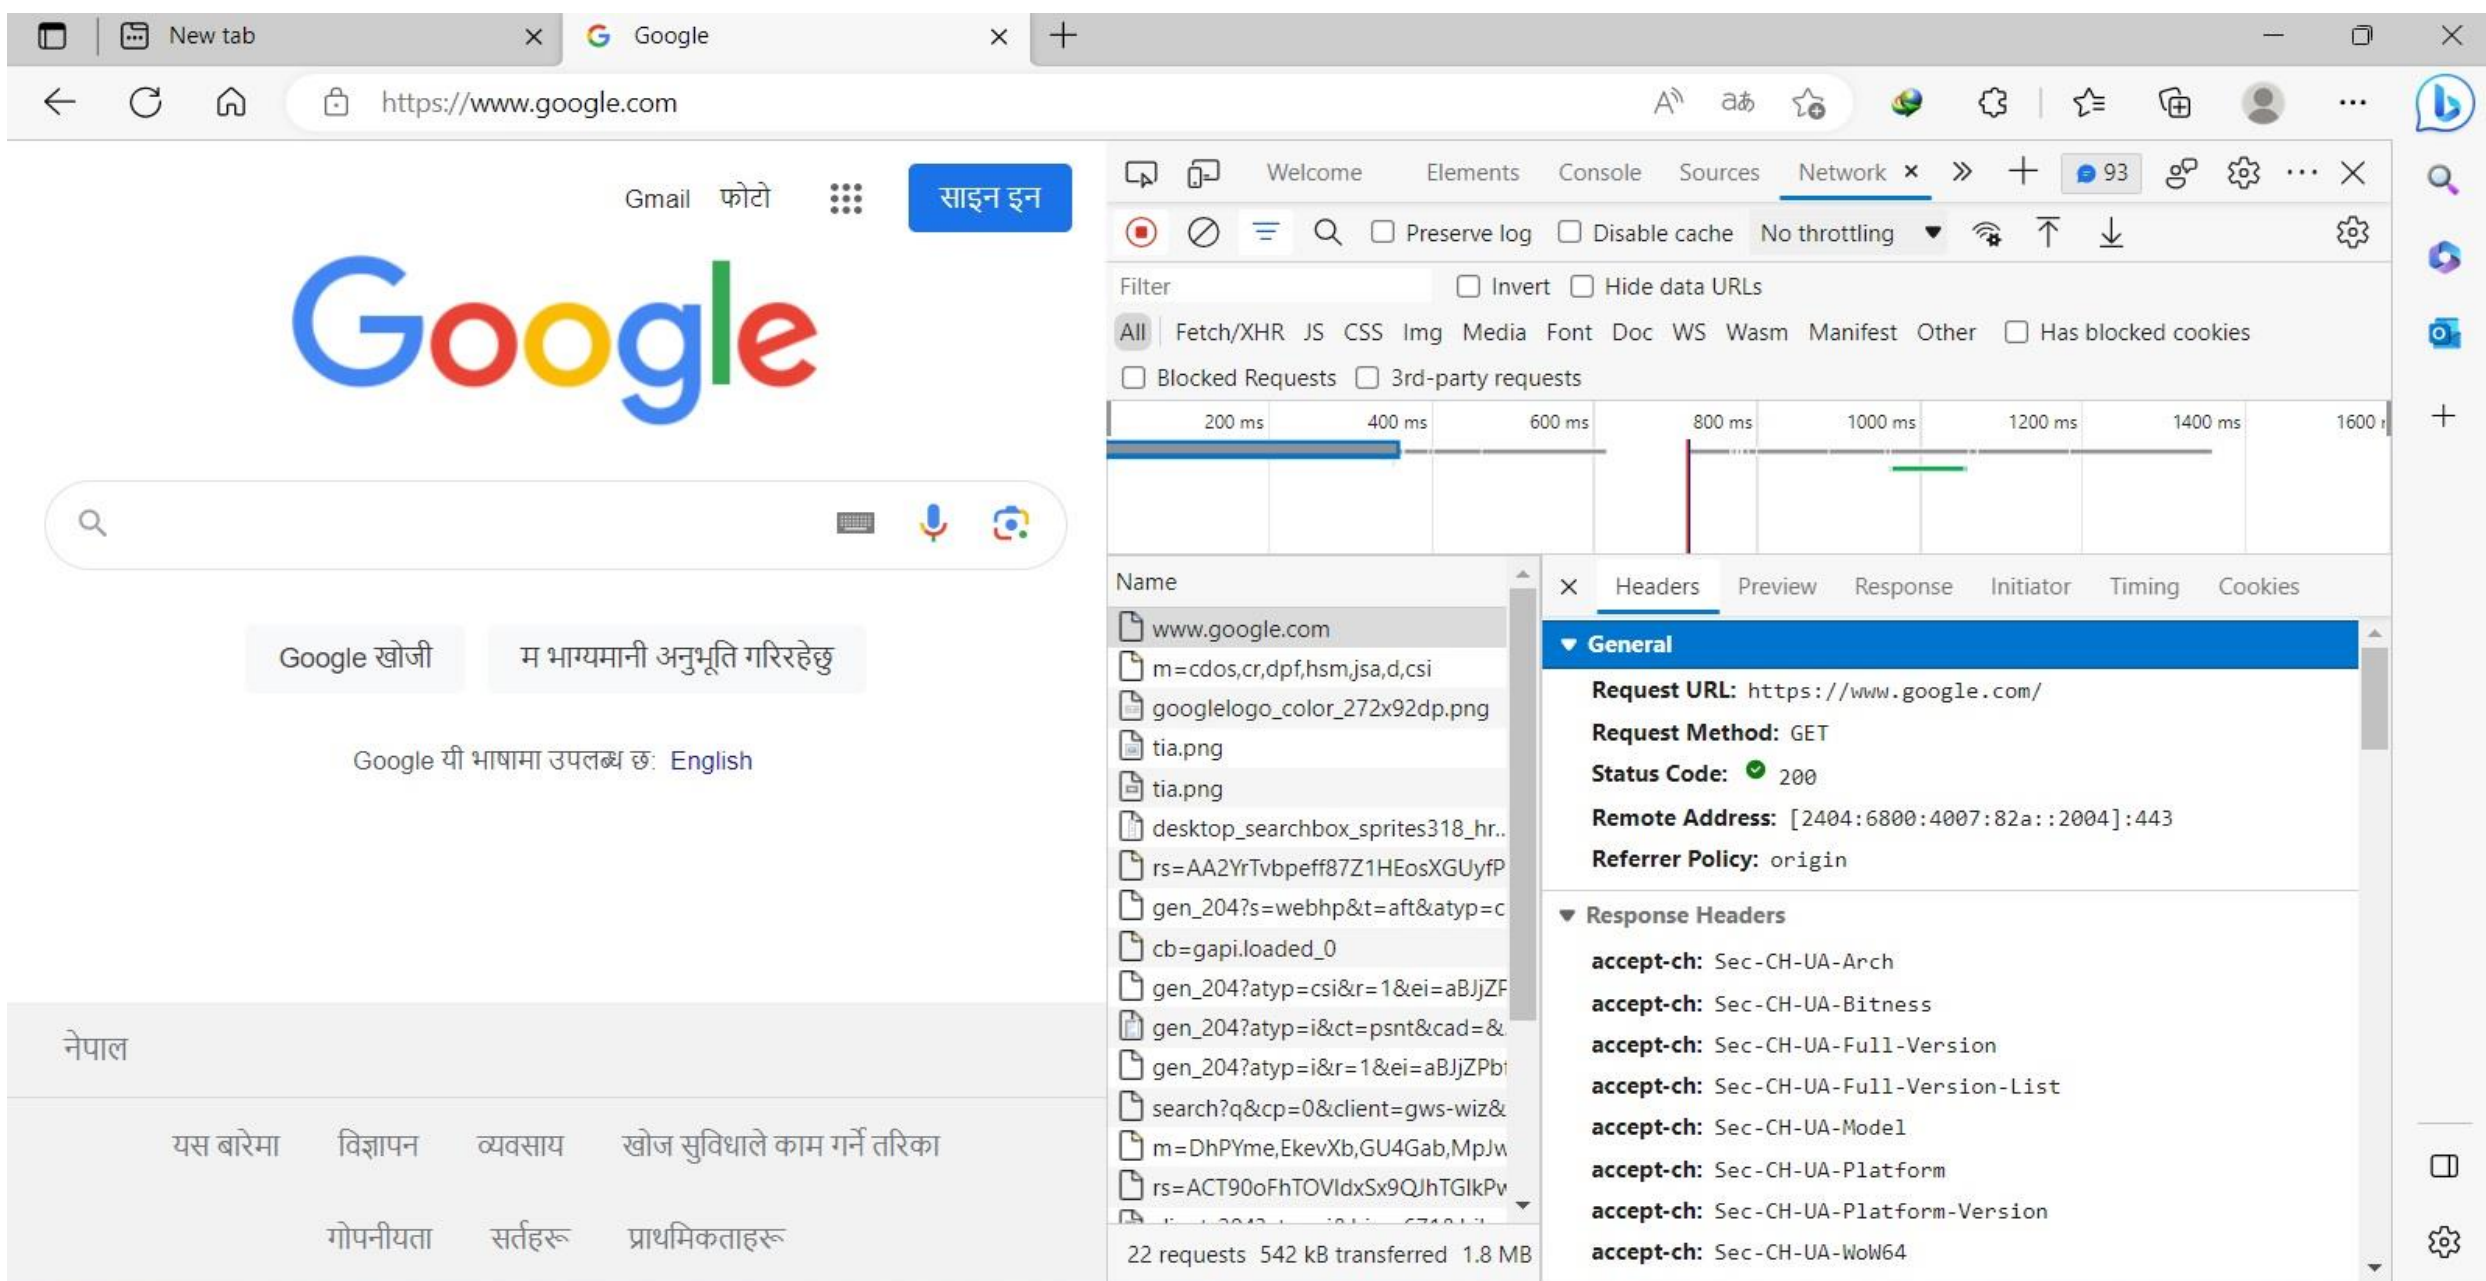 New tab
Google
https://www.google.com
Gmail फोटो साइन इन
Google
Google खोजी म भाग्यमानी अनुभूति गरिरहेछु
Google यी भाषामा उपलब्ध छ: English
नेपाल
यस बारेमा विज्ञापन व्यवसाय खोज सुविधाले काम गर्ने तरिका
गोपनीयता सर्तहरू प्राथमिकताहरू
Welcome Elements Console Sources Network 93
Preserve log Disable cache No throttling
Filter Invert Hide data URLs
All Fetch/XHR JS CSS Img Media Font Doc WS Wasm Manifest Other Has blocked cookies
Blocked Requests 3rd-party requests
200 ms 400 ms 600 ms 800 ms 1000 ms 1200 ms 1400 ms 1600
Name
www.google.com
m=cdos,cr,dpf,hsm,jsa,d,csi
googlelogo_color_272x92dp.png
tia.png
tia.png
desktop_searchbox_sprites318_hr..
rs=AA2YrTvbpeff87Z1HEosXGUyfP
gen_204?s=webhp&t=aft&atyp=c
cb=gapi.loaded_0
gen_204?atyp=csi&r=1&ei=aBJjZF
gen_204?atyp=i&ct=psnt&cad=&
gen_204?atyp=i&r=1&ei=aBJjZPb
search?q&cp=0&client=gws-wiz&
m=DhPYme,EkevXb,GU4Gab,MpJw
rs=ACT90oFhTOVIdxSx9QJhTGIkPv
22 requests 542 kB transferred 1.8 MB
Headers Preview Response Initiator Timing Cookies
General
Request URL: https://www.google.com/
Request Method: GET
Status Code: 200
Remote Address: [2404:6800:4007:82a::2004]:443
Referrer Policy: origin
Response Headers
accept-ch: Sec-CH-UA-Arch
accept-ch: Sec-CH-UA-Bitness
accept-ch: Sec-CH-UA-Full-Version
accept-ch: Sec-CH-UA-Full-Version-List
accept-ch: Sec-CH-UA-Model
accept-ch: Sec-CH-UA-Platform
accept-ch: Sec-CH-UA-Platform-Version
accept-ch: Sec-CH-UA-WoW64